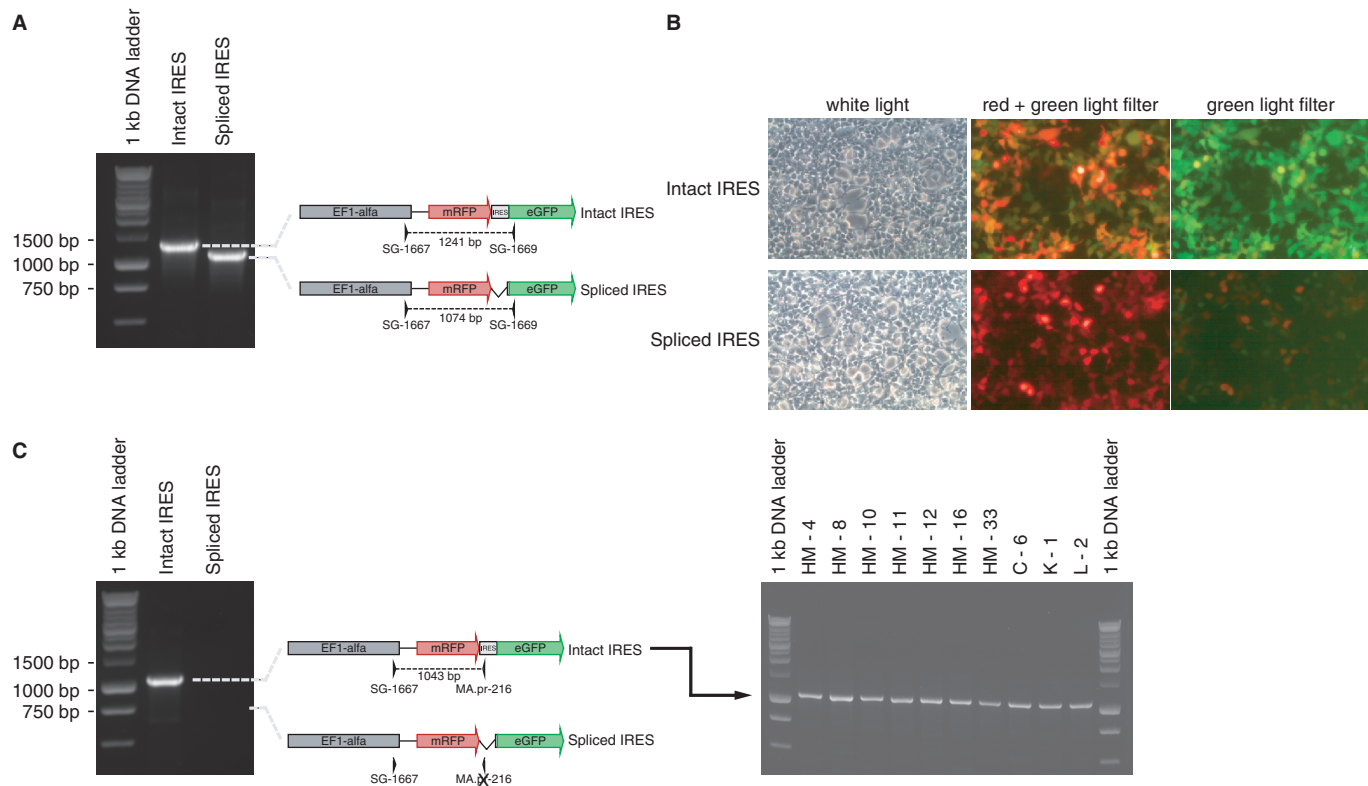 A
1 kb DNA ladder
Intact IRES
Spliced IRES
1500 bp -
1000 bp -
750 bp -
EF1-alfa
mRFP
IRES
eGFP
Intact IRES
1241 bp
SG-1667
SG-1669
EF1-alfa
mRFP
eGFP
Spliced IRES
1074 bp
SG-1667
SG-1669
B
white light
red + green light filter
green light filter
Intact IRES
Spliced IRES
C
1 kb DNA ladder
Intact IRES
Spliced IRES
1500 bp -
1000 bp -
750 bp -
EF1-alfa
mRFP
IRES
eGFP
Intact IRES
1043 bp
SG-1667
MA.pr-216
EF1-alfa
mRFP
eGFP
Spliced IRES
SG-1667
MA.pr-216
1 kb DNA ladder
HM - 4
HM - 8
HM - 10
HM - 11
HM - 12
HM - 16
HM - 33
C - 6
K - 1
L - 2
1 kb DNA ladder